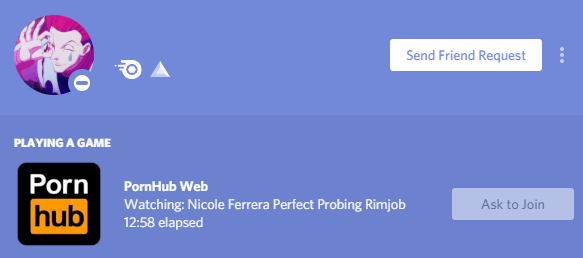 Send Friend Request
PLAYING A GAME
Porn
hub
PornHub Web
Watching: Nicole Ferrera Perfect Probing Rimjob
12:58 elapsed
Ask to Join